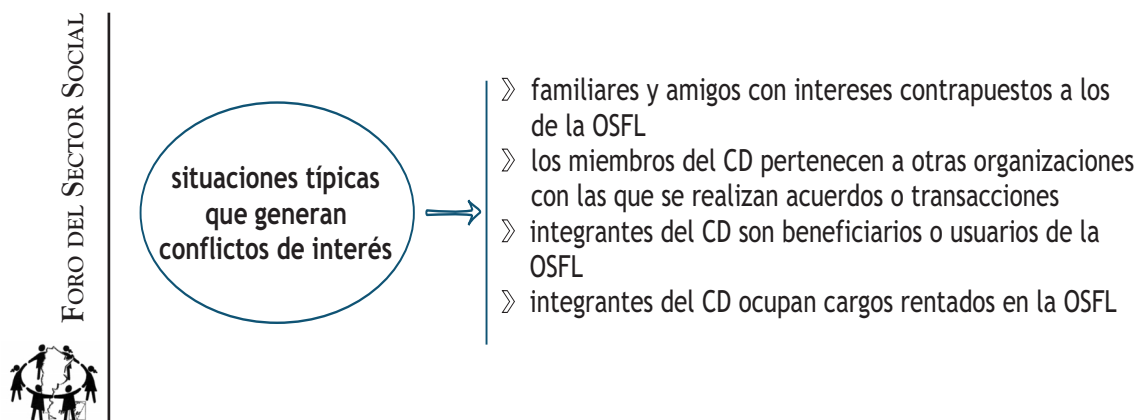 FORO DEL SECTOR SOCIAL
situaciones típicas
que generan
conflictos de interés
》 familiares y amigos con intereses contrapuestos a los
de la OSFL
》 los miembros del CD pertenecen a otras organizaciones
con las que se realizan acuerdos o transacciones
》 integrantes del CD son beneficiarios o usuarios de la
OSFL
》 integrantes del CD ocupan cargos rentados en la OSFL